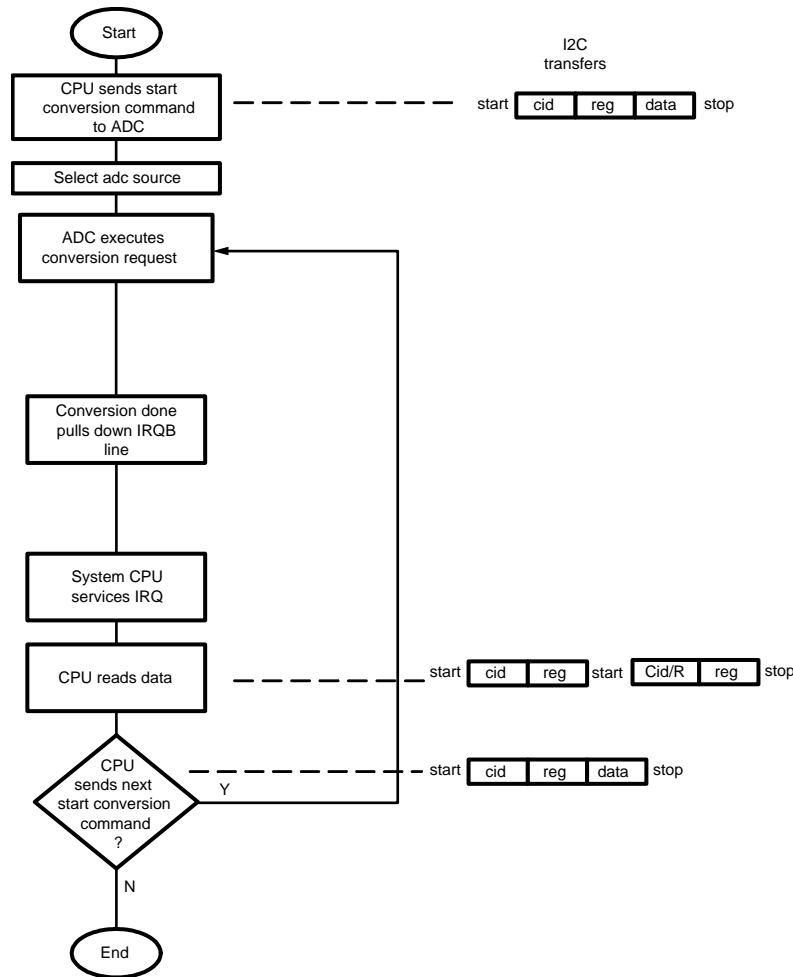 Start
I2C
transfers
CPU sends start
conversion command
to ADC
start cid reg data stop
Select adc source
ADC executes
conversion request
Conversion done
pulls down IRQB
line
System CPU
services IRQ
CPU reads data
start cid reg start Cid/R reg stop
CPU
sends next
start conversion
command
?
start cid reg data stop
Y
N
End